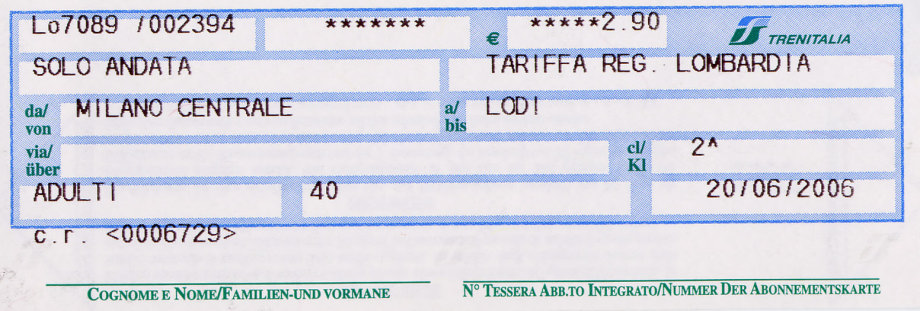 Lo7089 /002394 ******* € *****2.90 TRENITALIA
SOLO ANDATA TARIFFA REG. LOMBARDIA
da/ von MILANO CENTRALE a/ bis LODI
via/ über cl/ Kl 2^
ADULTI 40 20/06/2006
c.r. <0006729>
COGNOME E NOME/FAMILIEN-UND VORMANE N° TESSERA ABB.TO INTEGRATO/NUMMER DER ABONNEMENTSKARTE